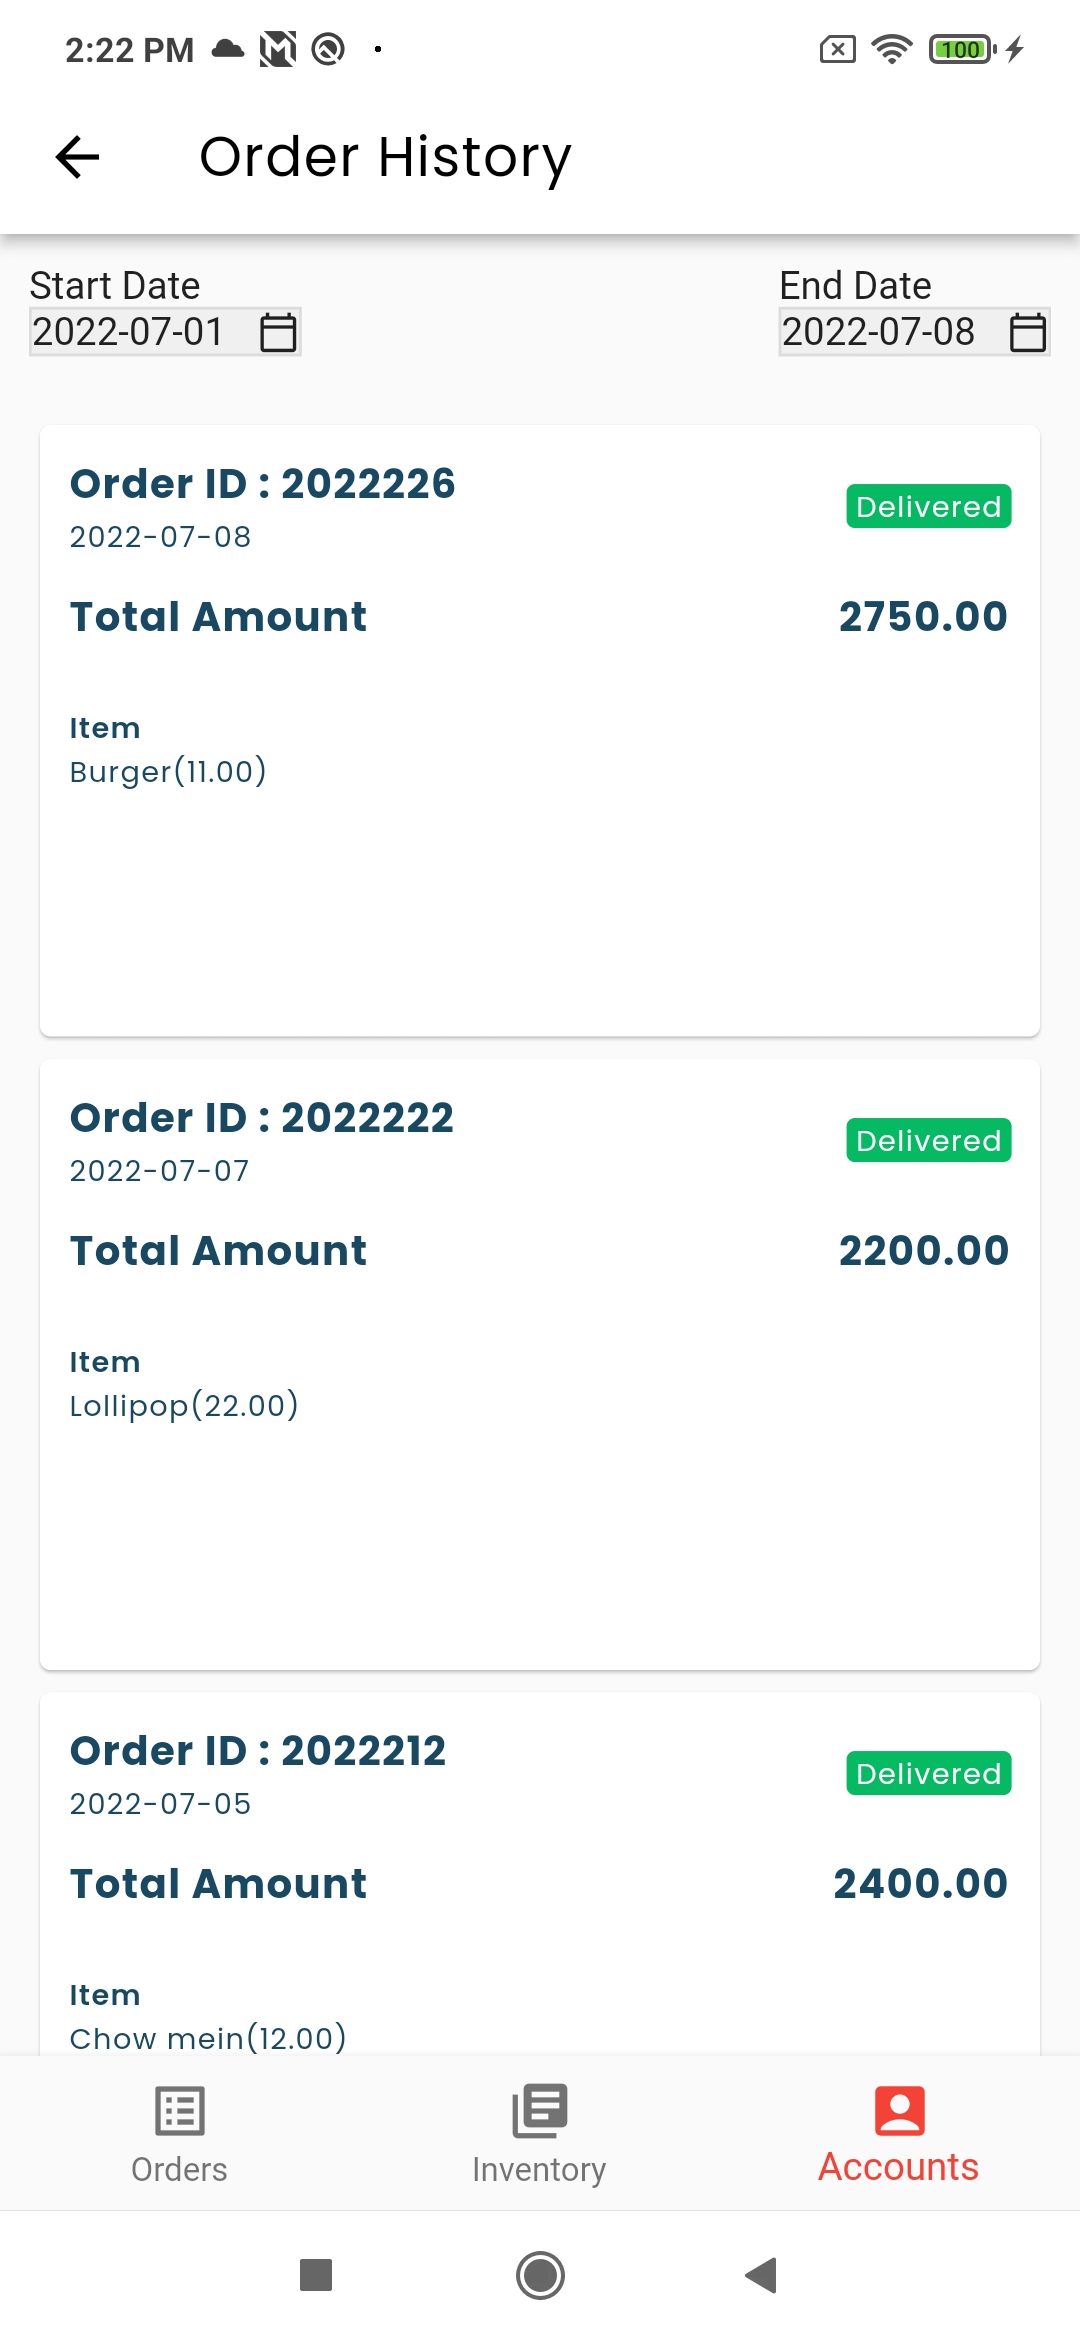 2:22 PM
100
Order History
Start Date
End Date
2022-07-01
2022-07-08
Order ID : 2022226
Delivered
2022-07-08
Total Amount
2750.00
Item
Burger(11.00)
Order ID : 2022222
Delivered
2022-07-07
Total Amount
2200.00
Item
Lollipop(22.00)
Order ID : 2022212
Delivered
2022-07-05
Total Amount
2400.00
Item
Chow mein(12.00)
Orders
Inventory
Accounts